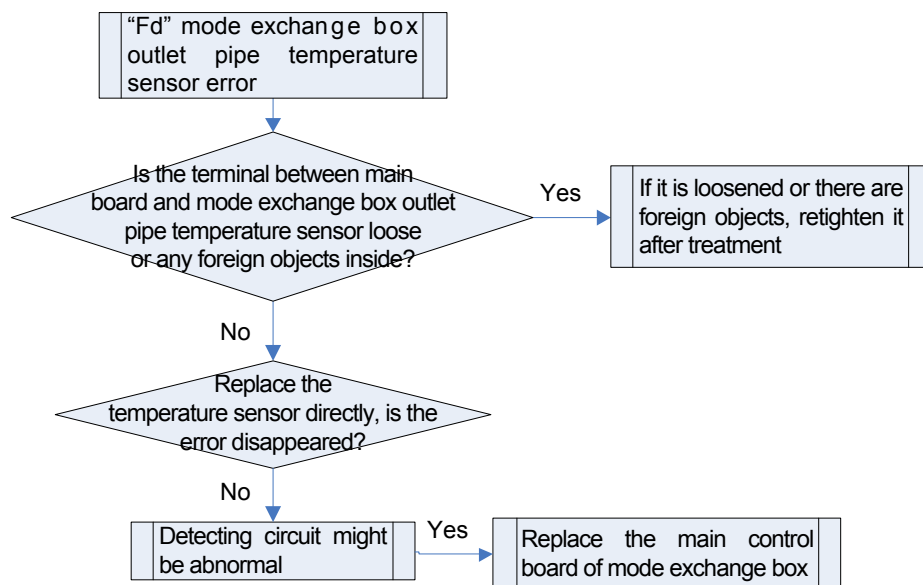 “Fd” mode exchange box
outlet pipe temperature
sensor error
Is the terminal between main
board and mode exchange box outlet
pipe temperature sensor loose
or any foreign objects inside?
Yes
If it is loosened or there are
foreign objects, retighten it
after treatment
No
Replace the
temperature sensor directly, is the
error disappeared?
No
Detecting circuit might
be abnormal
Yes
Replace the main control
board of mode exchange box